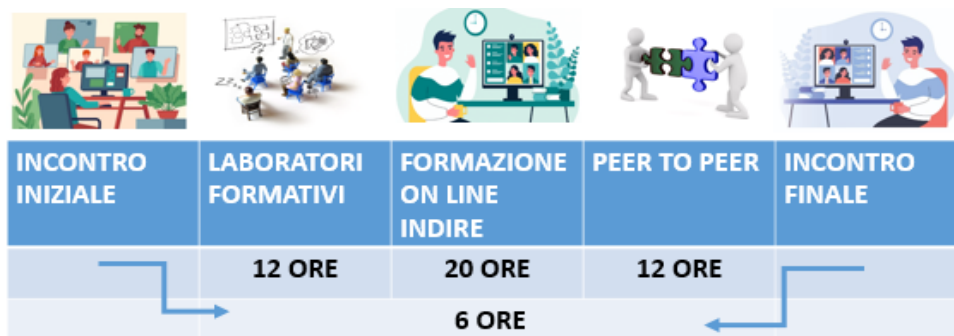 INCONTRO
INIZIALE
LABORATORI
FORMATIVI
FORMAZIONE
ON LINE
INDIRE
PEER TO PEER
INCONTRO
FINALE
12 ORE
20 ORE
12 ORE
6 ORE